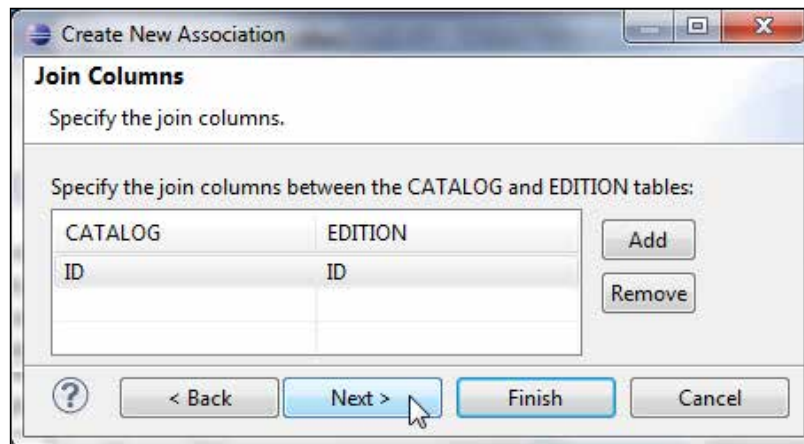 Create New Association
Join Columns
Specify the join columns.
Specify the join columns between the CATALOG and EDITION tables:
CATALOG EDITION Add
ID ID
Remove
? < Back Next > Finish Cancel